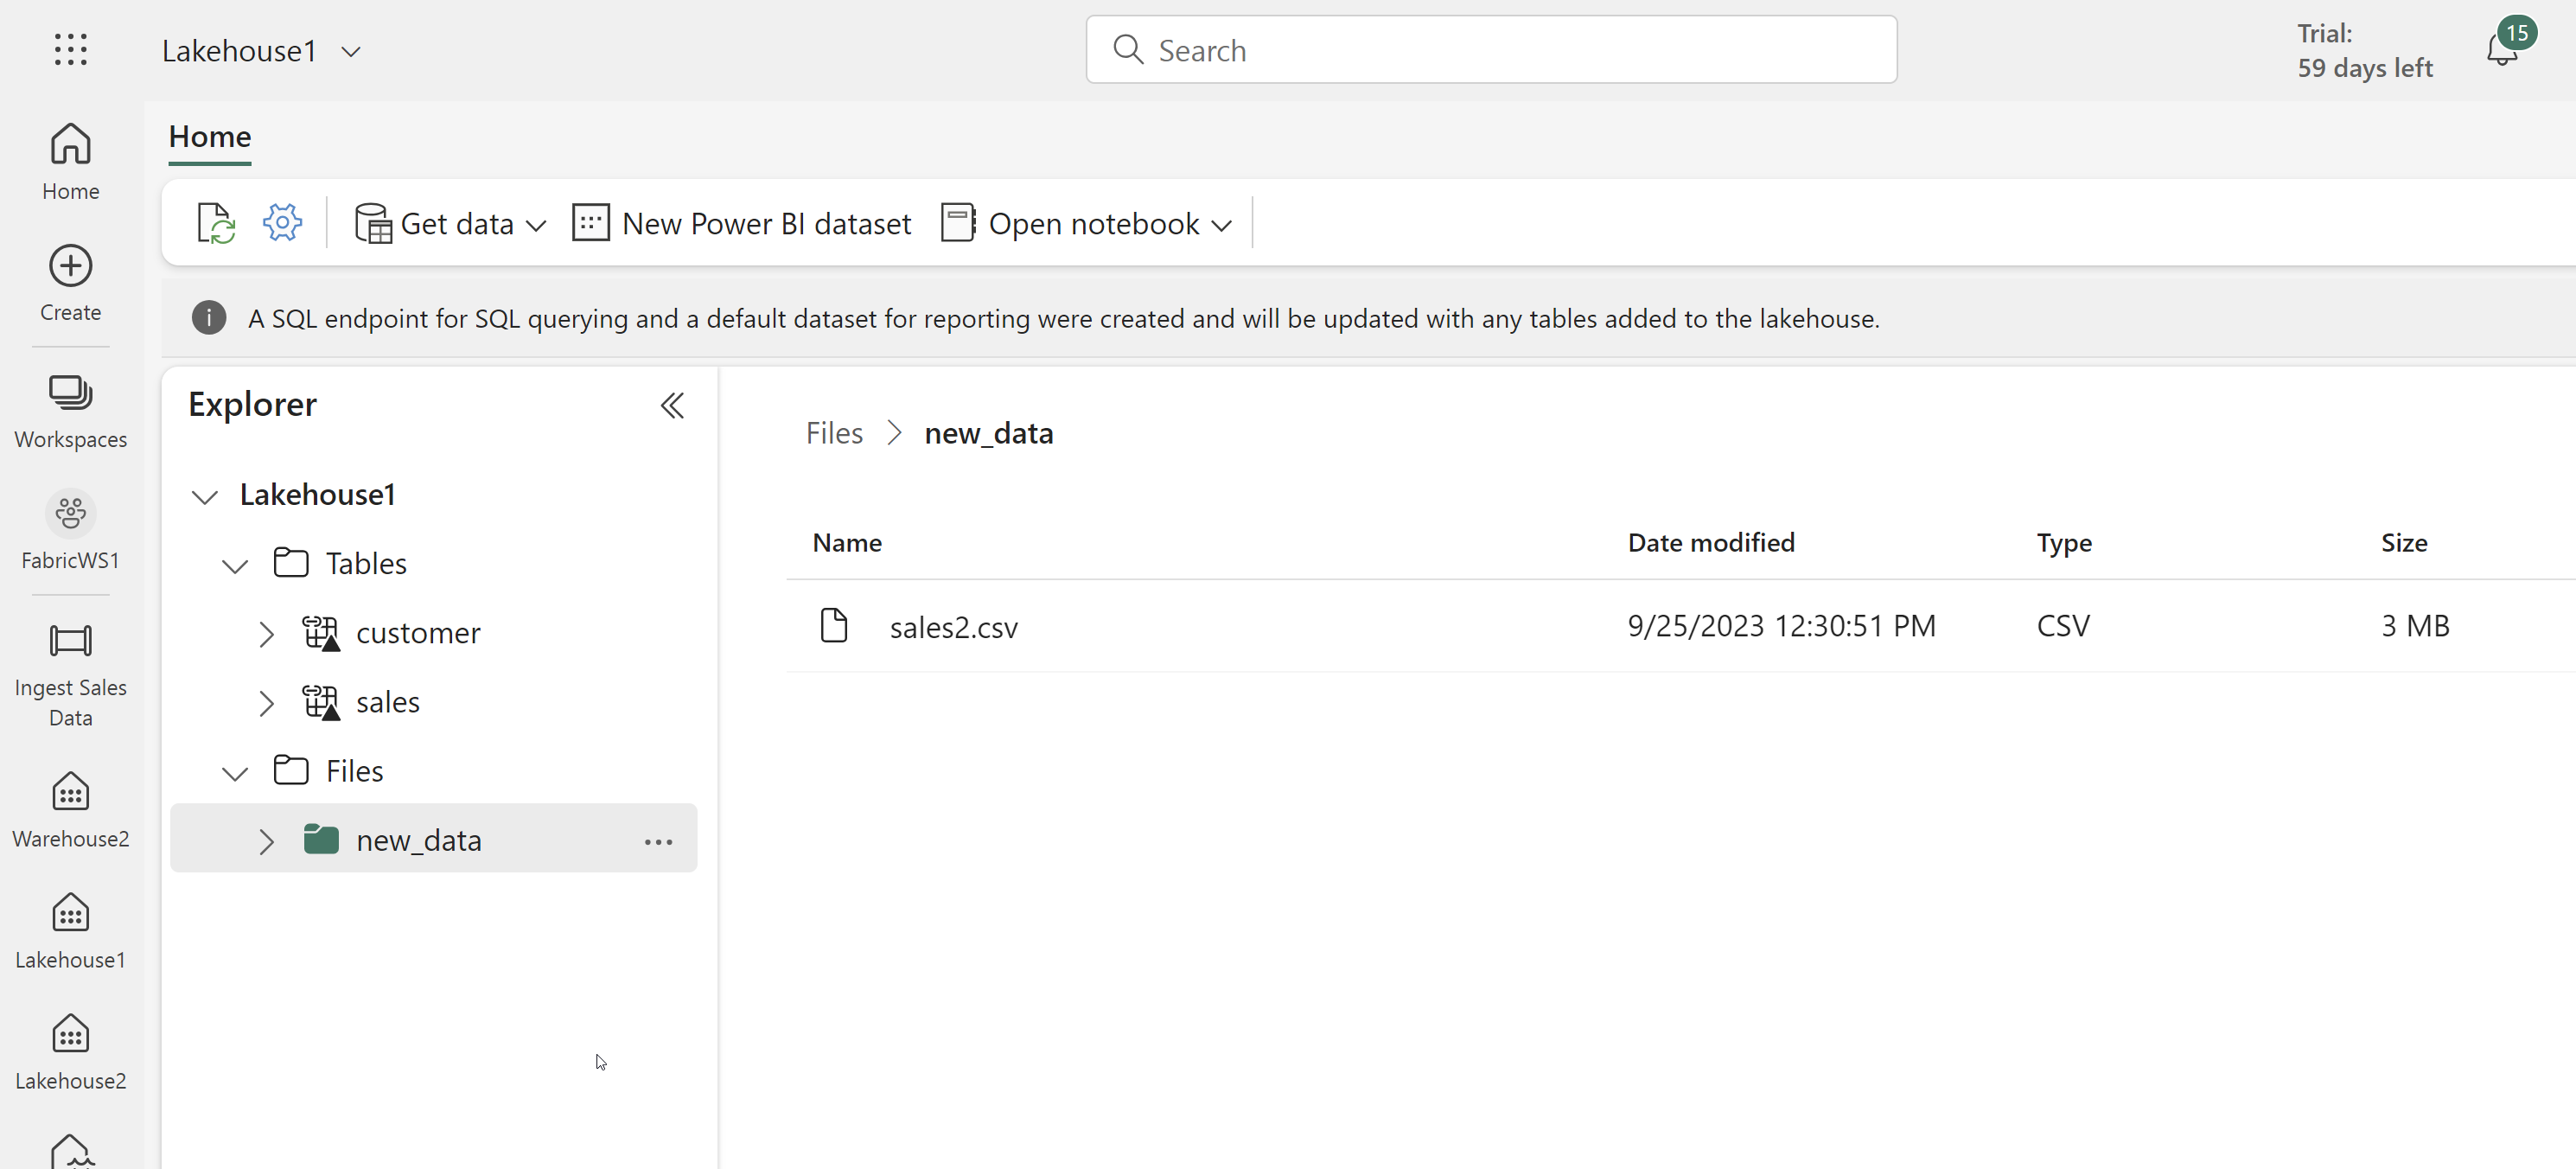 Lakehouse1
Search
Trial:
59 days left
15
Home
Create
Workspaces
FabricWS1
Ingest Sales
Data
Warehouse2
Lakehouse1
Lakehouse2
Home
Get data
New Power BI dataset
Open notebook
A SQL endpoint for SQL querying and a default dataset for reporting were created and will be updated with any tables added to the lakehouse.
Explorer
Lakehouse1
Tables
customer
sales
Files
new_data
Files > new_data
Name Date modified Type Size
sales2.csv 9/25/2023 12:30:51 PM CSV 3 MB